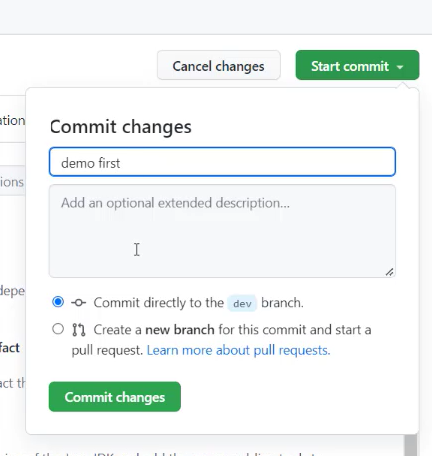 Cancel changes
Start commit
ation
Commit changes
demo first
ions
Add an optional extended description...
depe
Commit directly to the dev branch.
Create a new branch for this commit and start a
fact
pull request. Learn more about pull requests.
act th
Commit changes